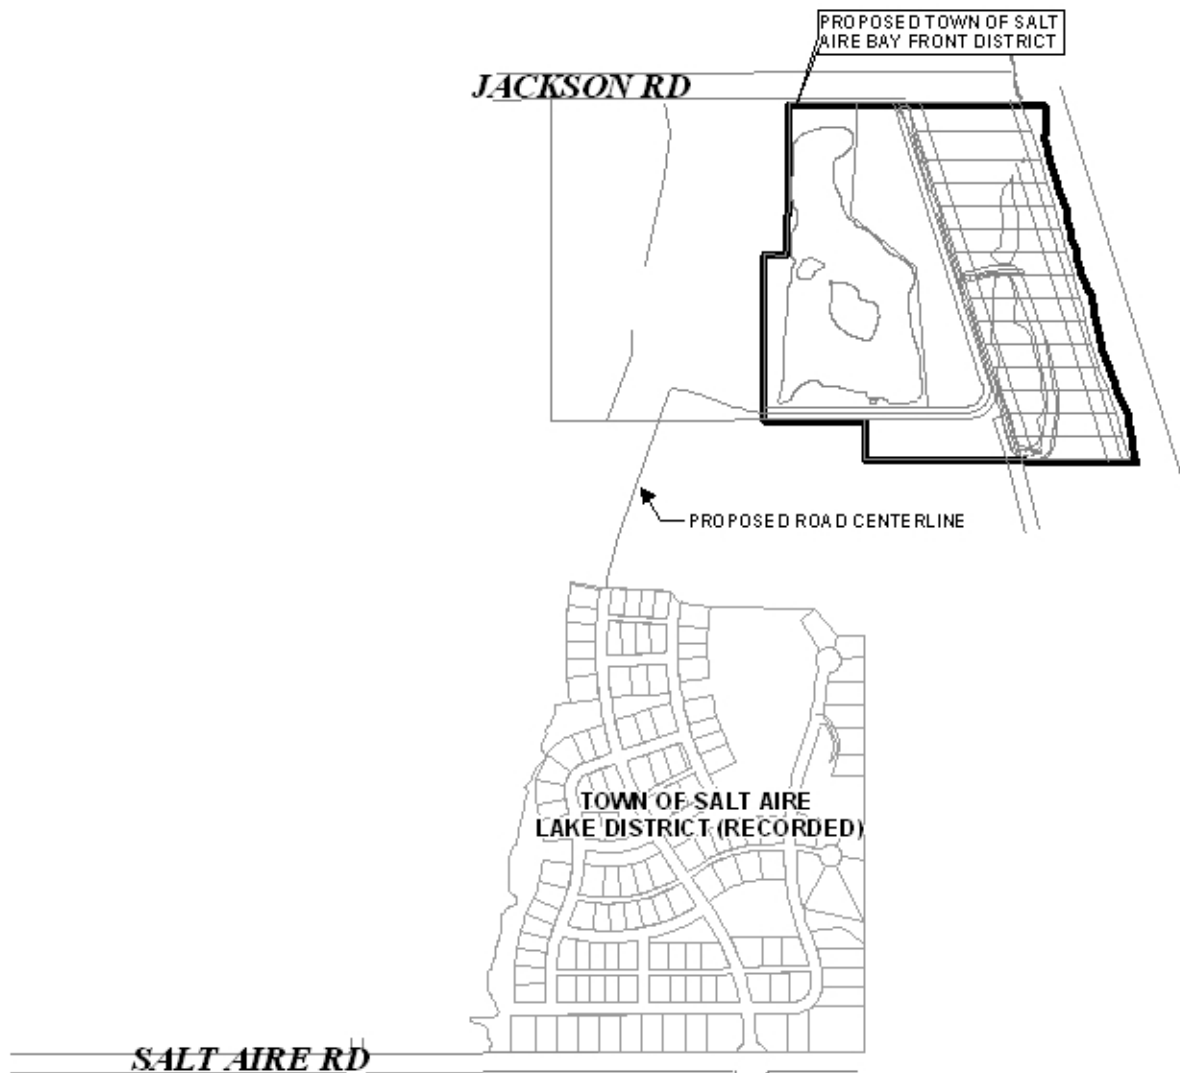 PROPOSED TOWN OF SALT
AIRE BAY FRONT DISTRICT
JACKSON RD
PROPOSED ROAD CENTERLINE
TOWN OF SALT AIRE
LAKE DISTRICT (RECORDED)
SALT AIRE RD